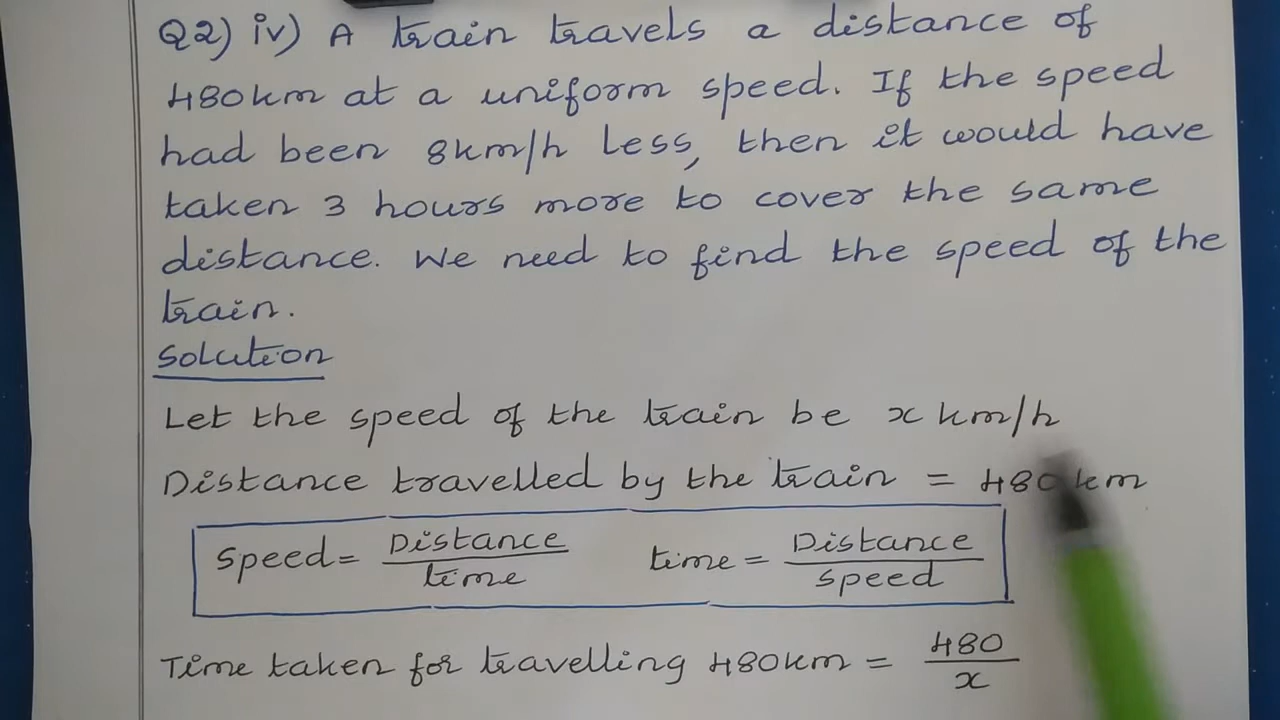 Q2) iv) A train travels a distance of
480km at a uniform speed. If the speed
had been 8km/h less, then it would have
taken 3 hours more to cover the same
distance. We need to find the speed of the
train.
Solution
Let the speed of the train be x km/h
Distance travelled by the train = 480km
Speed = Distance / time time = Distance / speed
Time taken for travelling 480km = 480 / x